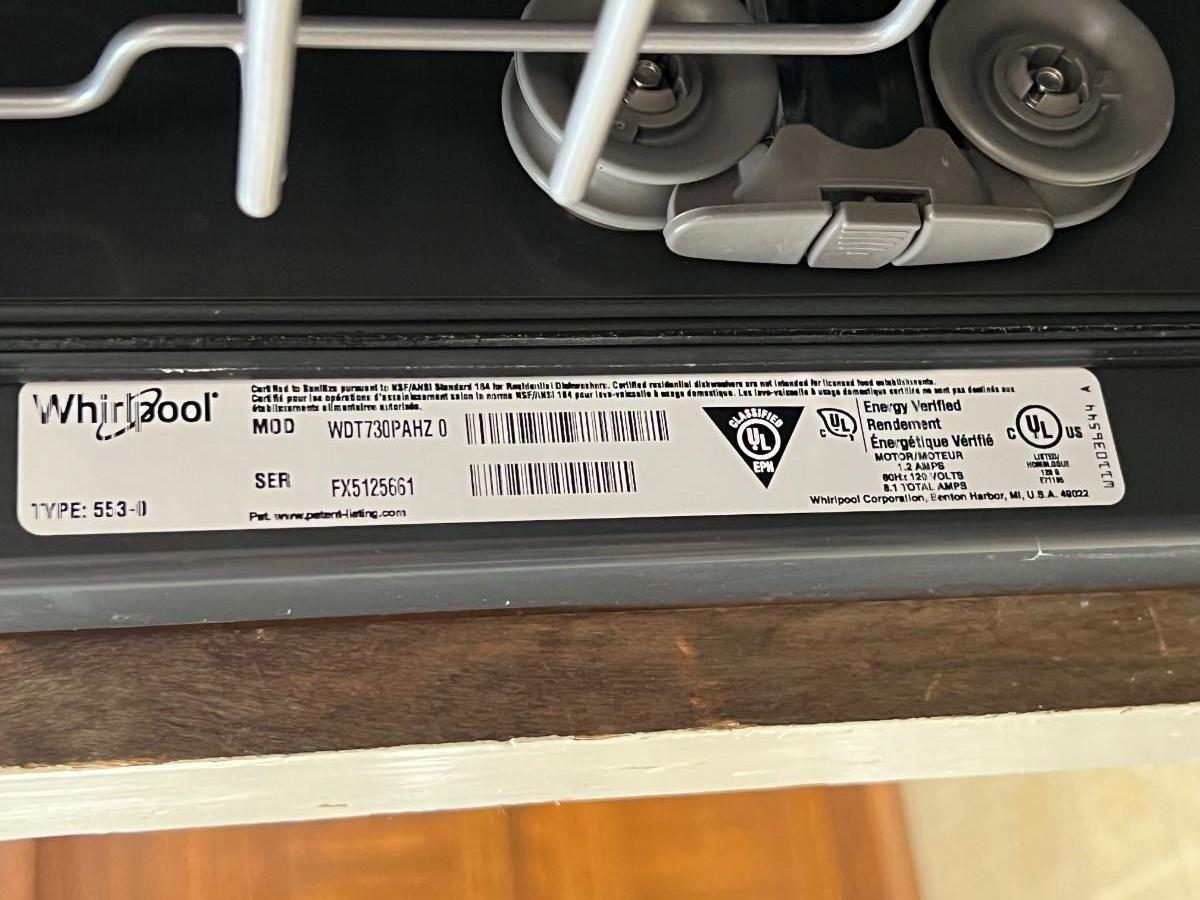 Whirlpool
Certified to Sanitize pursuant to NSF/ANSI Standard 184 for Residential Dishwashers. Certified residential dishwashers are not intended for licensed food establishments.
Certifié pour les opérations d'assainissement selon la norme NSF/ANSI 184 pour lave-vaisselle à usage domestique. Les lave-vaisselle à usage domestique certifiés ne sont pas destinés aux
établissements alimentaires autorisés.
MOD WDT730PAHZ 0
SER FX5125661
TYPE: 553-0
Pat. www.patent-listing.com
CLASSIFIED
UL
EPH
C UL
Energy Verified
Rendement
Énergétique Vérifié
MOTOR/MOTEUR
1.2 AMPS
60Hz 120 VOLTS
8.1 TOTAL AMPS
Whirlpool Corporation, Benton Harbor, MI, U.S.A. 49022
C UL US
LISTED/
HOMOLOGUÉ